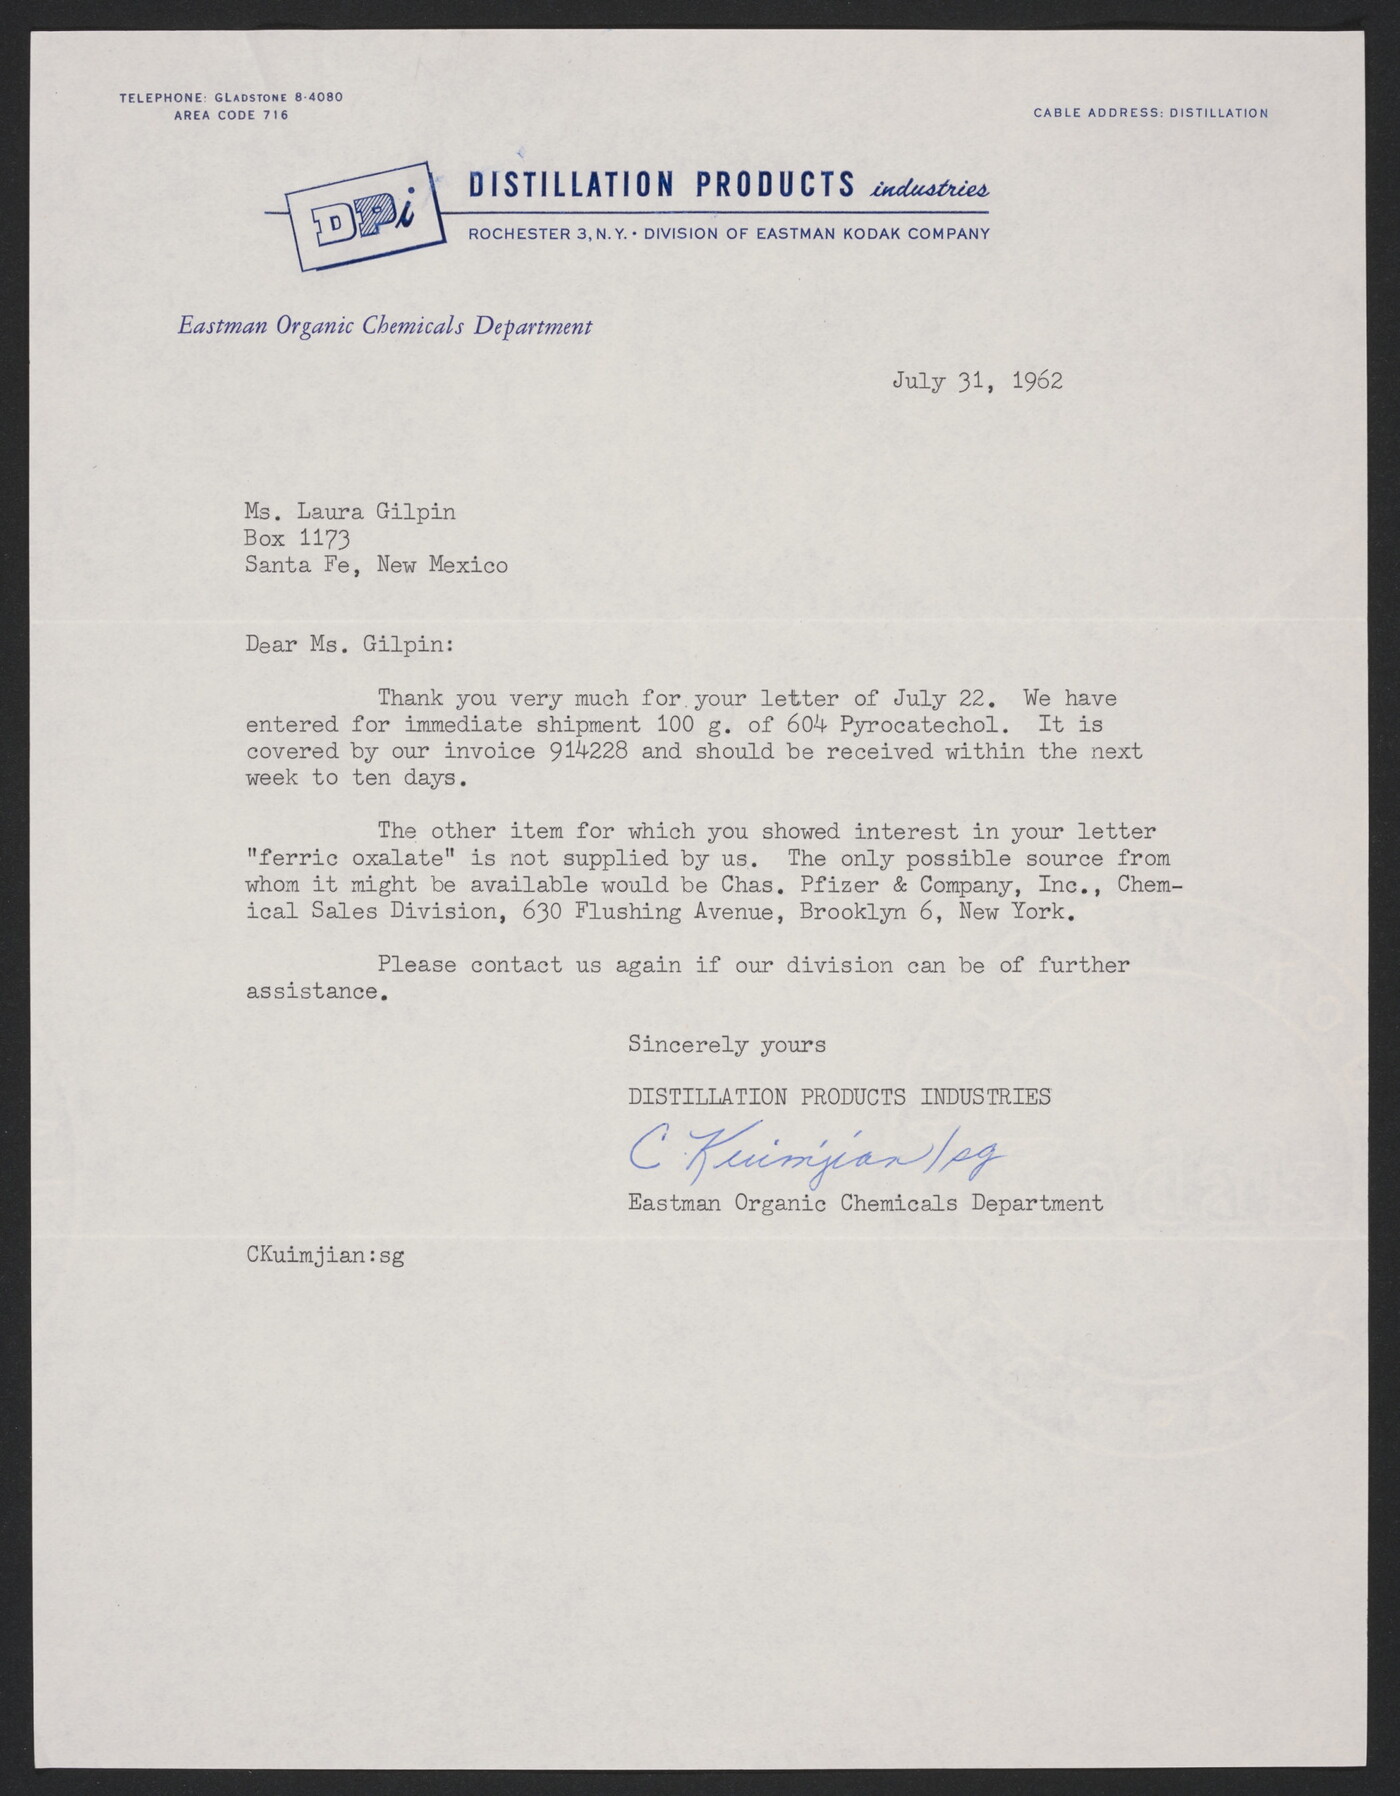 TELEPHONE: GLADSTONE 8-4080
AREA CODE 716
CABLE ADDRESS: DISTILLATION
DPi
DISTILLATION PRODUCTS industries
ROCHESTER 3, N. Y. • DIVISION OF EASTMAN KODAK COMPANY
Eastman Organic Chemicals Department
July 31, 1962
Ms. Laura Gilpin
Box 1173
Santa Fe, New Mexico
Dear Ms. Gilpin:
Thank you very much for your letter of July 22. We have
entered for immediate shipment 100 g. of 604 Pyrocatechol. It is
covered by our invoice 914228 and should be received within the next
week to ten days.
The other item for which you showed interest in your letter
"ferric oxalate" is not supplied by us. The only possible source from
whom it might be available would be Chas. Pfizer & Company, Inc., Chem-
ical Sales Division, 630 Flushing Avenue, Brooklyn 6, New York.
Please contact us again if our division can be of further
assistance.
Sincerely yours
DISTILLATION PRODUCTS INDUSTRIES
C Kuimjian/sg
Eastman Organic Chemicals Department
CKuimjian:sg